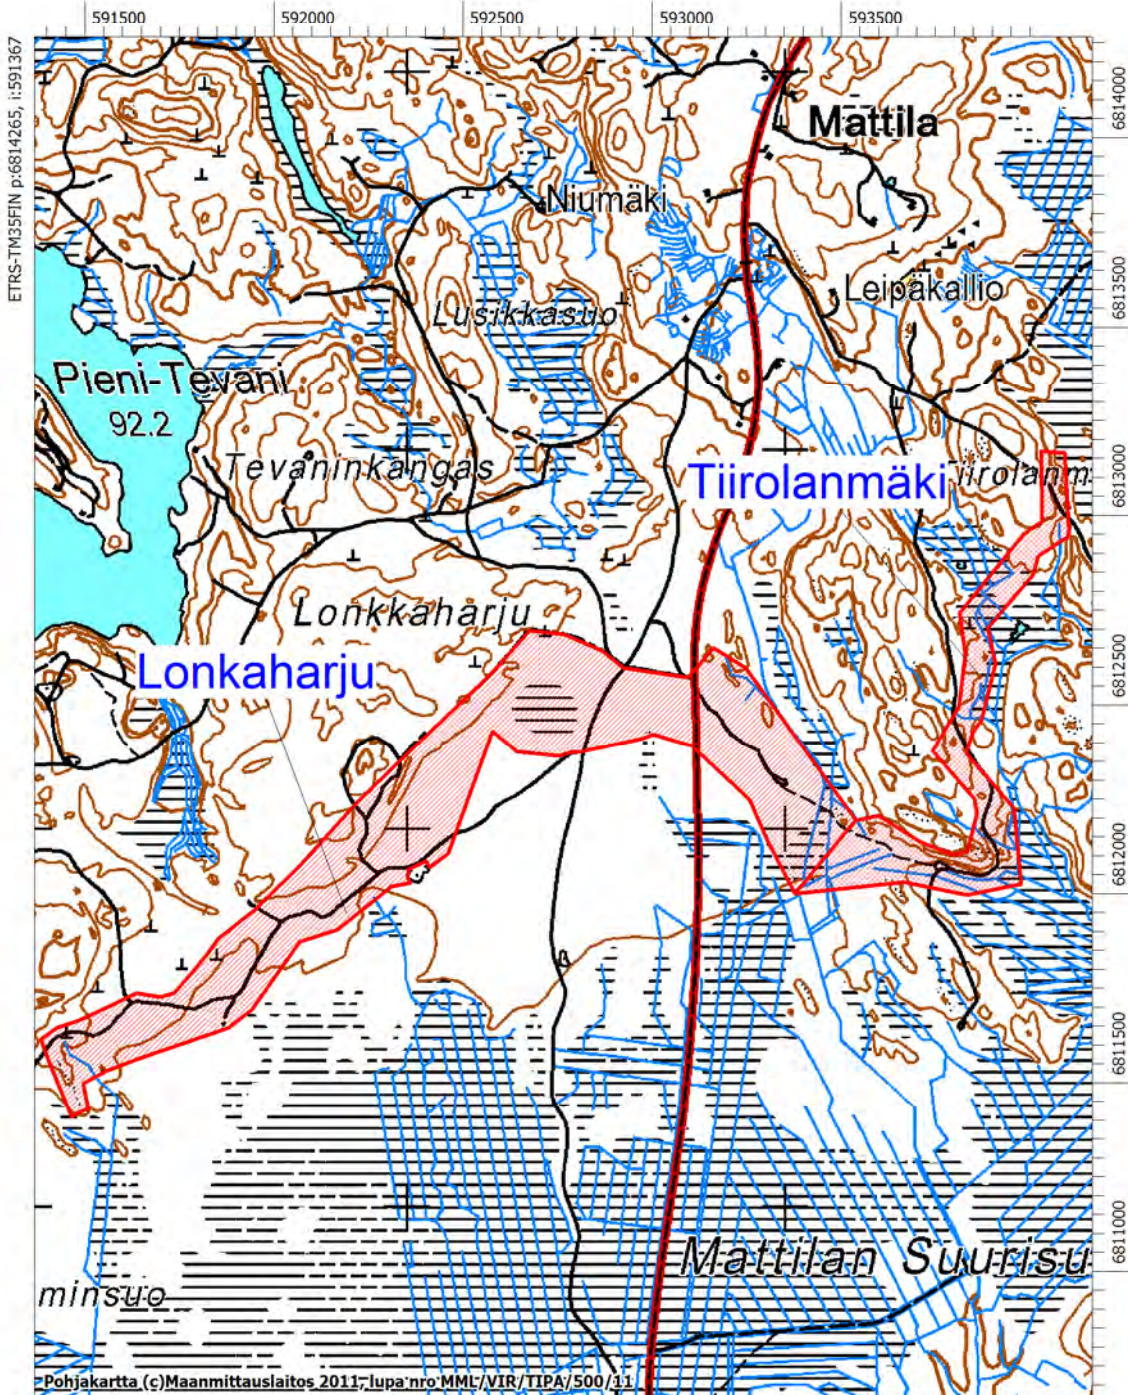 591500 592000 592500 593000 593500
ETRS-TM35FIN p:6814265, i:591367
6814000
Mattila
Niumäki
6813500
Leipäkallio
Lusikkasuo
Pieni-Tevani
92.2
Tevaninkangas
6813000
Tiirolanmäki
iirolanm
Lonkkaharju
Lonkaharju
6812500
6812000
6811500
6811000
Mattilan Suurisu
minsuo
Pohjakartta (c)Maanmittauslaitos 2011, lupa nro MML/VIR/TIPA/500/11